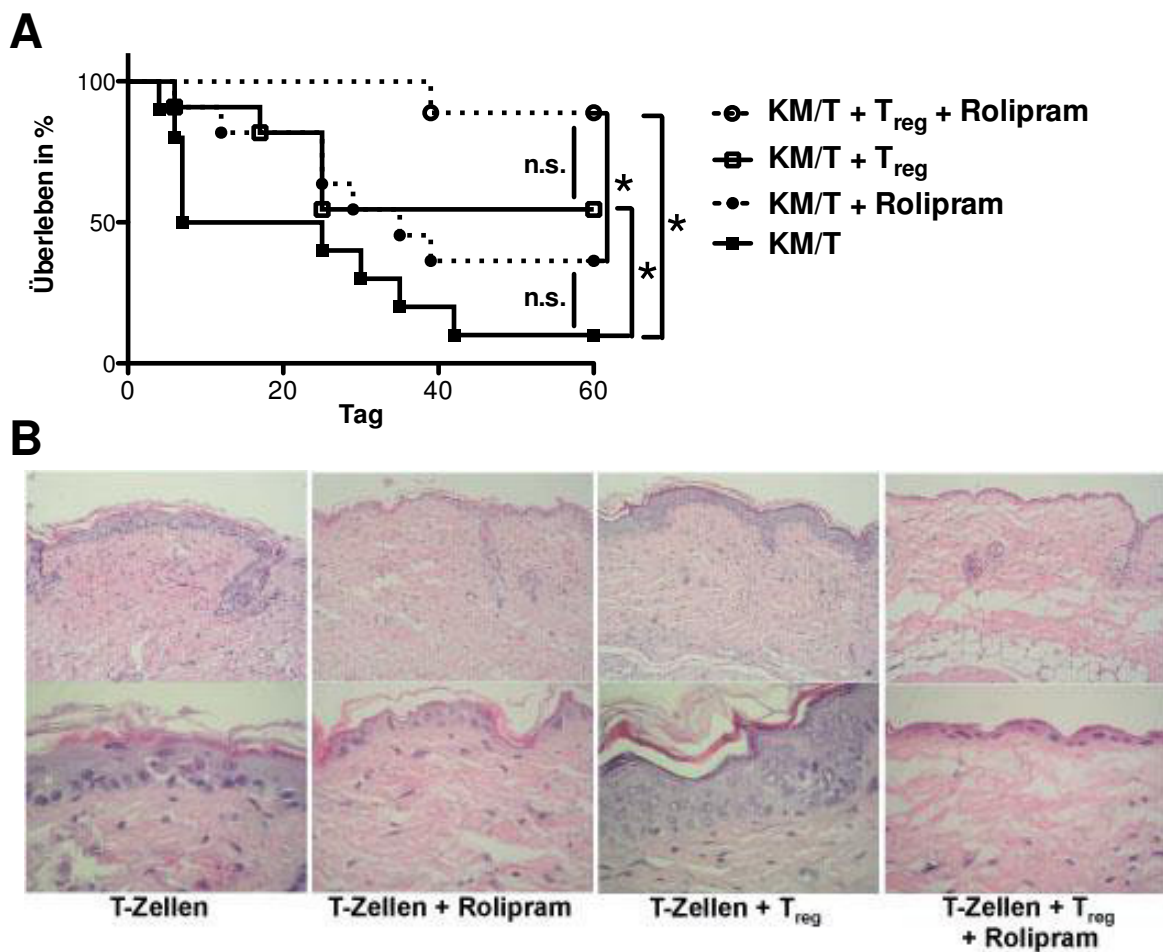 A
Überleben in %
100
50
0
0 20 40 60
Tag
n.s.
n.s.
*
*
*
KM/T + Treg + Rolipram
KM/T + Treg
KM/T + Rolipram
KM/T
B
T-Zellen
T-Zellen + Rolipram
T-Zellen + Treg
T-Zellen + Treg
+ Rolipram